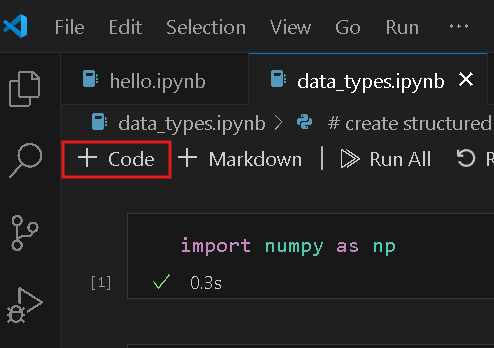 File Edit Selection View Go Run ···
hello.ipynb data_types.ipynb
data_types.ipynb > # create structured
+ Code + Markdown | Run All R
import numpy as np
[1] ✓ 0.3s